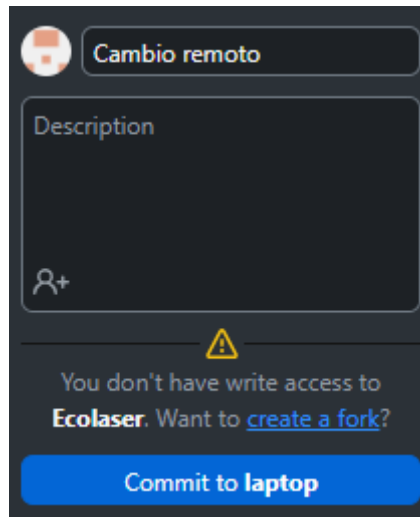 Cambio remoto
Description
You don't have write access to
Ecolaser. Want to create a fork?
Commit to laptop